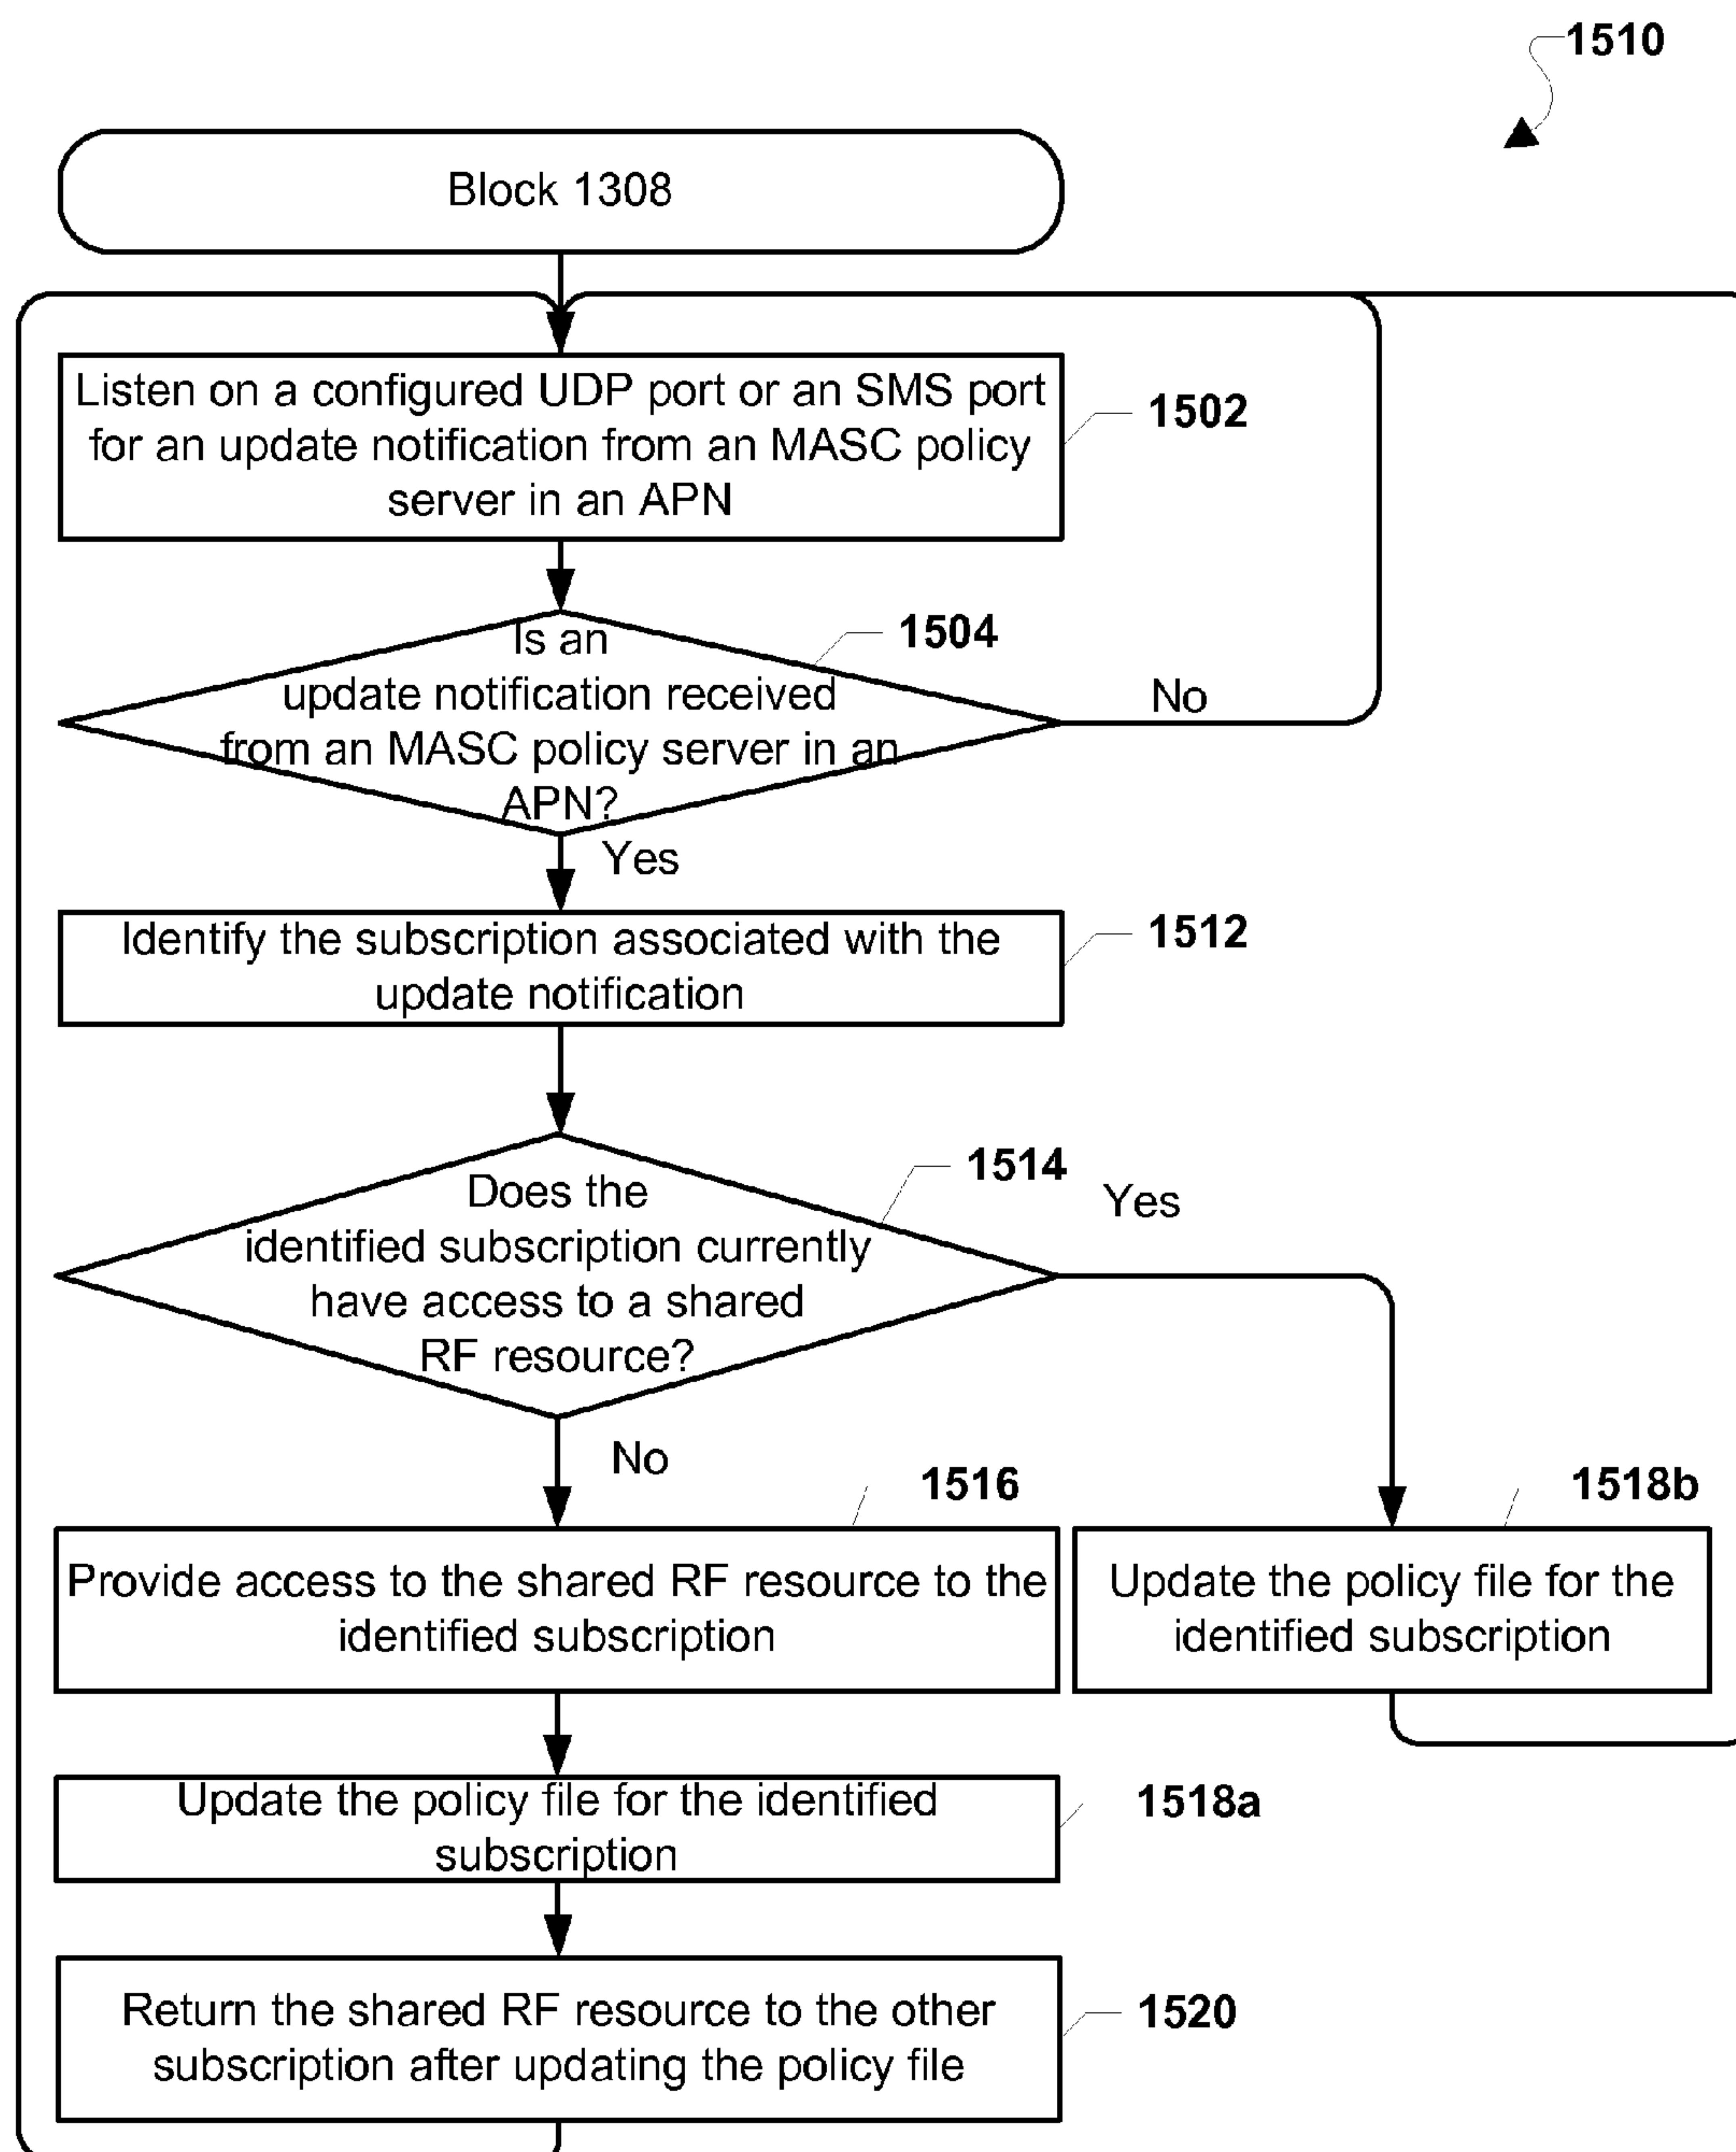 1510
Block 1308
Listen on a configured UDP port or an SMS port
for an update notification from an MASC policy
server in an APN
1502
Is an
update notification received
from an MASC policy server in an
APN?
1504
No
Yes
Identify the subscription associated with the
update notification
1512
Does the
identified subscription currently
have access to a shared
RF resource?
1514
Yes
No
1516
1518b
Provide access to the shared RF resource to the
identified subscription
Update the policy file for the
identified subscription
Update the policy file for the identified
subscription
1518a
Return the shared RF resource to the other
subscription after updating the policy file
1520